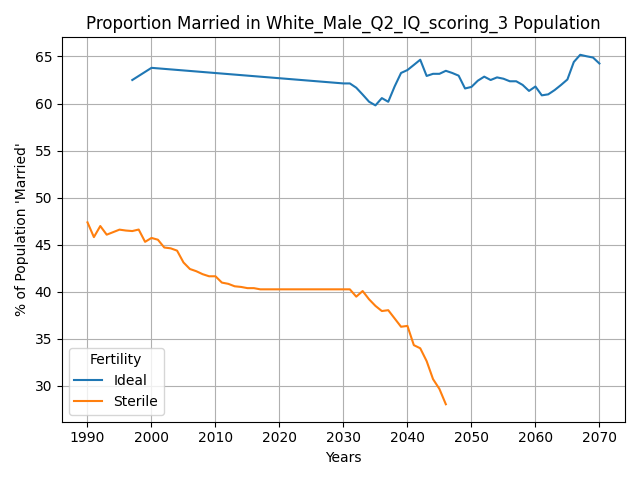 Proportion Married in White_Male_Q2_IQ_scoring_3 Population
% of Population 'Married'
65
60
55
50
45
40
35
30
Fertility
Ideal
Sterile
1990 2000 2010 2020 2030 2040 2050 2060 2070
Years